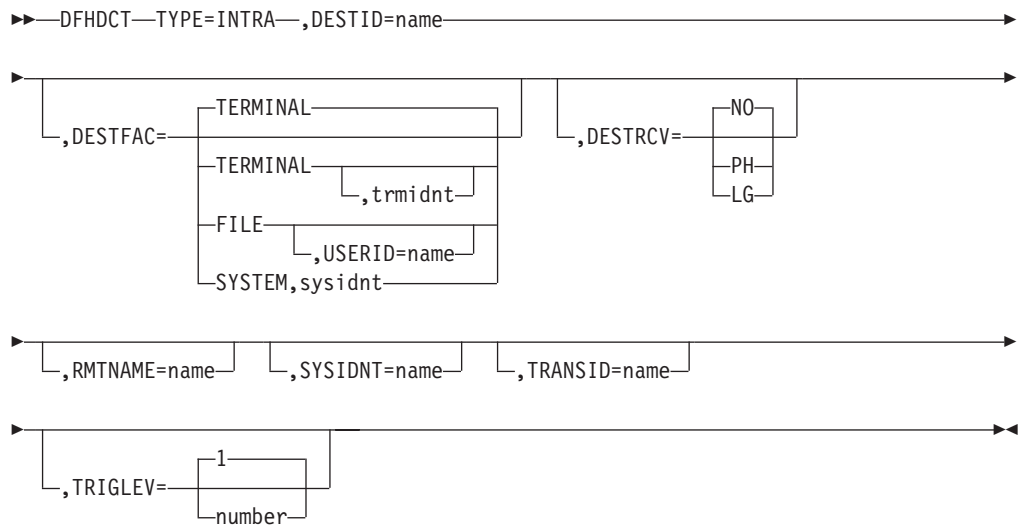 DFHDCT TYPE=INTRA ,DESTID=name
,DESTFAC= TERMINAL ,DESTRCV= NO
TERMINAL ,trmidnt PH
LG
FILE ,USERID=name
SYSTEM,sysidnt
,RMTNAME=name ,SYSIDNT=name ,TRANSID=name
,TRIGLEV= 1
number